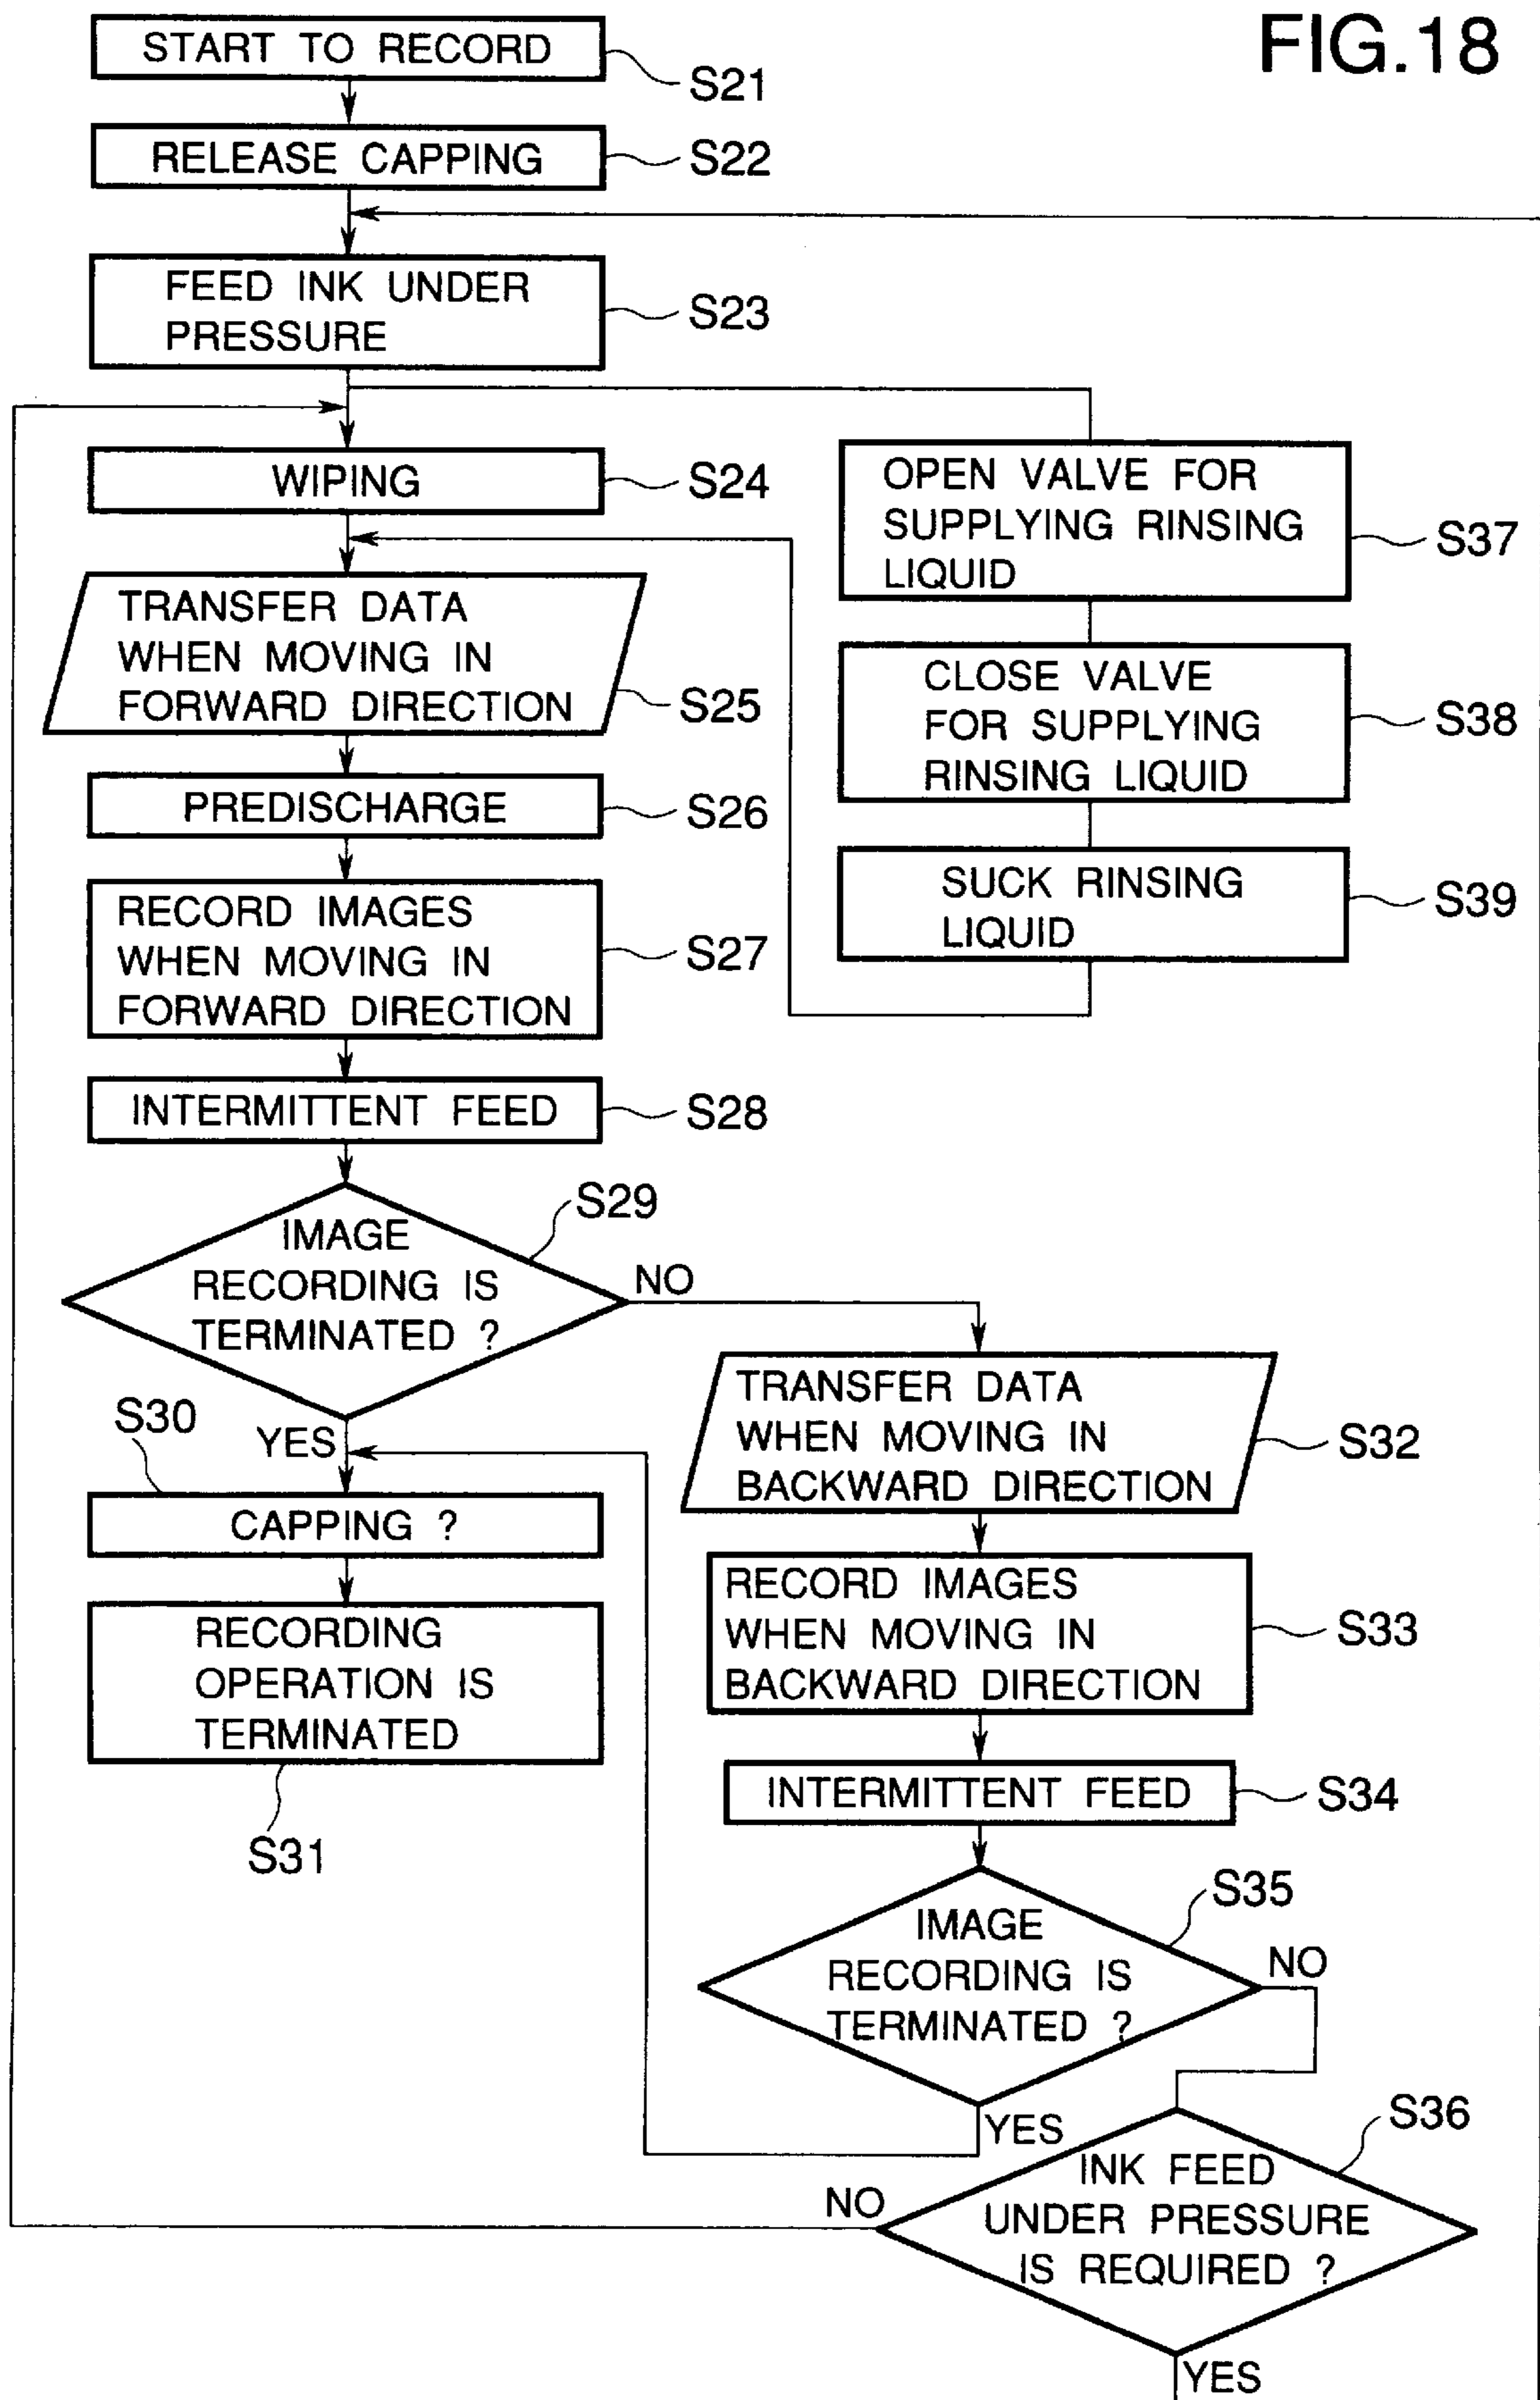 FIG.18
START TO RECORD
S21
RELEASE CAPPING
S22
FEED INK UNDER
PRESSURE
S23
WIPING
S24
TRANSFER DATA
WHEN MOVING IN
FORWARD DIRECTION
S25
PREDISCHARGE
S26
RECORD IMAGES
WHEN MOVING IN
FORWARD DIRECTION
S27
INTERMITTENT FEED
S28
IMAGE
RECORDING IS
TERMINATED ?
S29
NO
YES
S30
CAPPING ?
RECORDING
OPERATION IS
TERMINATED
S31
OPEN VALVE FOR
SUPPLYING RINSING
LIQUID
S37
CLOSE VALVE
FOR SUPPLYING
RINSING LIQUID
S38
SUCK RINSING
LIQUID
S39
TRANSFER DATA
WHEN MOVING IN
BACKWARD DIRECTION
S32
RECORD IMAGES
WHEN MOVING IN
BACKWARD DIRECTION
S33
INTERMITTENT FEED
S34
IMAGE
RECORDING IS
TERMINATED ?
S35
NO
YES
INK FEED
UNDER PRESSURE
IS REQUIRED ?
S36
NO
YES